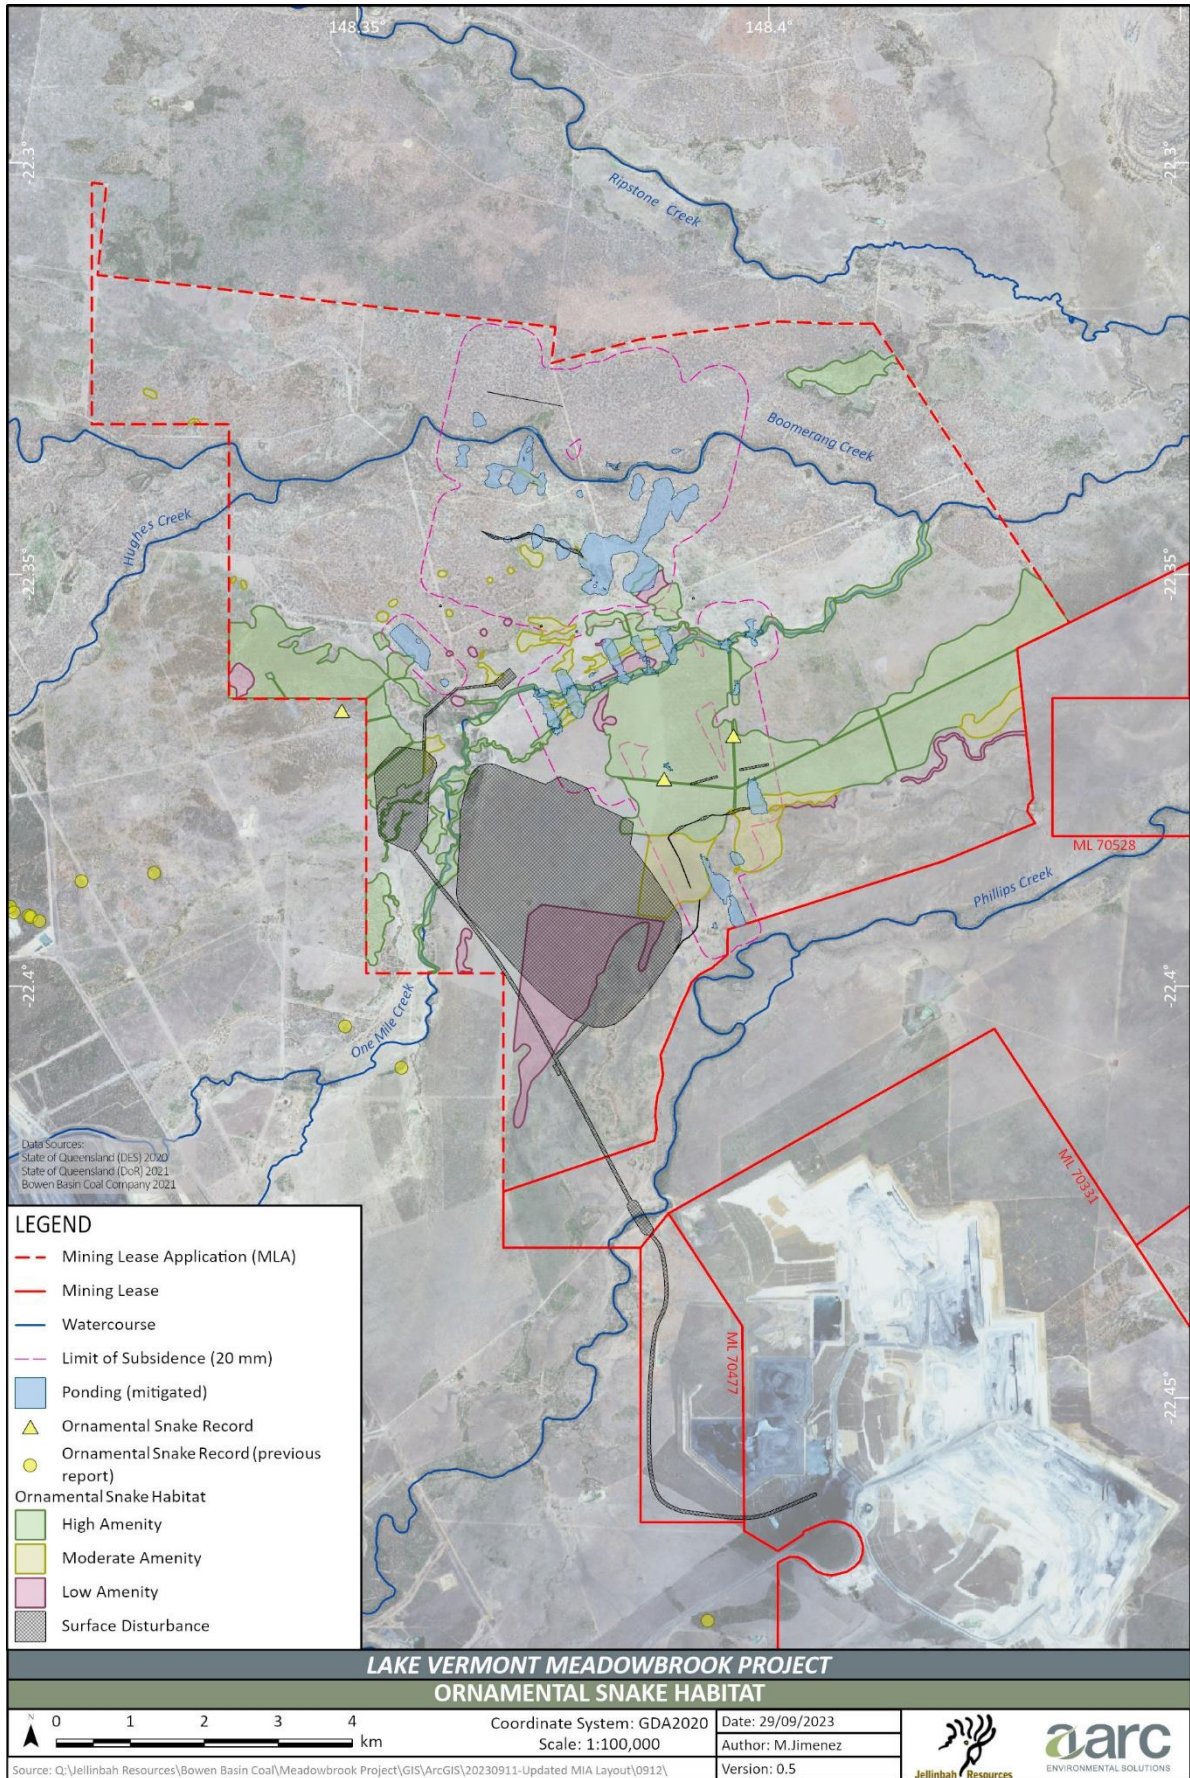 148.35°
148.4°
-22.3°
-22.3°
Ripstone Creek
Boomerang Creek
Hughes Creek
-22.35°
-22.35°
ML 70528
Phillips Creek
-22.4°
-22.4°
One Mile Creek
ML 70331
ML 70477
-22.45°
Data Sources:
State of Queensland (DES) 2020
State of Queensland (DoR) 2021
Bowen Basin Coal Company 2021
LEGEND
Mining Lease Application (MLA)
Mining Lease
Watercourse
Limit of Subsidence (20 mm)
Ponding (mitigated)
Ornamental Snake Record
Ornamental Snake Record (previous
report)
Ornamental Snake Habitat
High Amenity
Moderate Amenity
Low Amenity
Surface Disturbance
LAKE VERMONT MEADOWBROOK PROJECT
ORNAMENTAL SNAKE HABITAT
N
0 1 2 3 4
km
Coordinate System: GDA2020
Scale: 1:100,000
Date: 29/09/2023
Author: M.Jimenez
Version: 0.5
Source: Q:\Jellinbah Resources\Bowen Basin Coal\Meadowbrook Project\GIS\ArcGIS\20230911-Updated MIA Layout\0912\
Jellinbah Resources
aarc
ENVIRONMENTAL SOLUTIONS